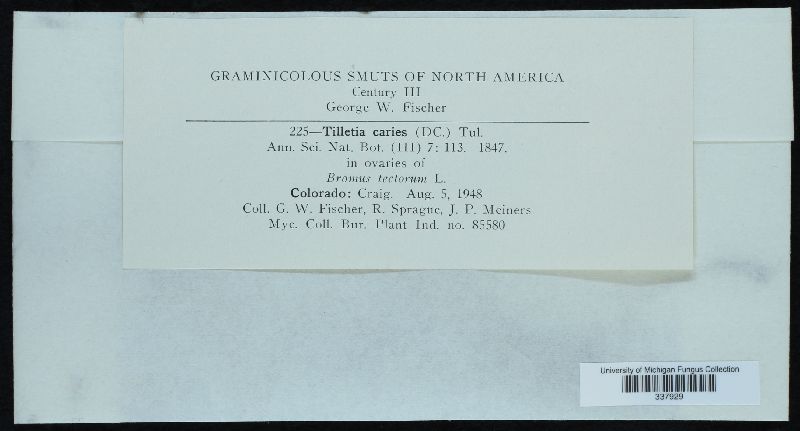 GRAMINICOLOUS SMUTS OF NORTH AMERICA
Century III
George W. Fischer
225—Tilletia caries (DC.) Tul.
Ann. Sci. Nat. Bot. (III) 7: 113. 1847.
in ovaries of
Bromus tectorum L.
Colorado: Craig. Aug. 5, 1948
Coll. G. W. Fischer, R. Sprague, J. P. Meiners
Myc. Coll. Bur. Plant Ind. no. 85580
University of Michigan Fungus Collection
337929